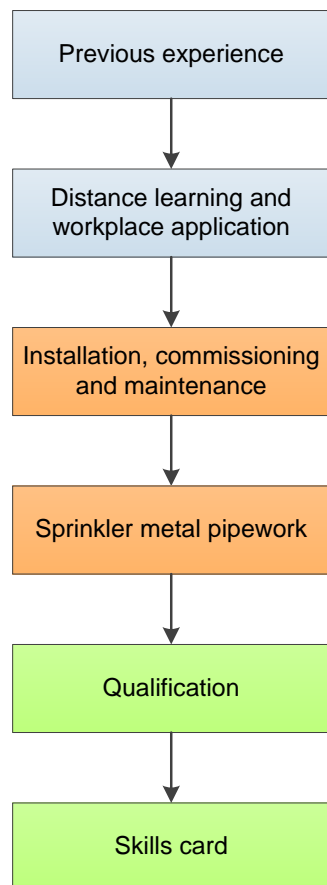 Previous experience
Distance learning and
workplace application
Installation, commissioning
and maintenance
Sprinkler metal pipework
Qualification
Skills card